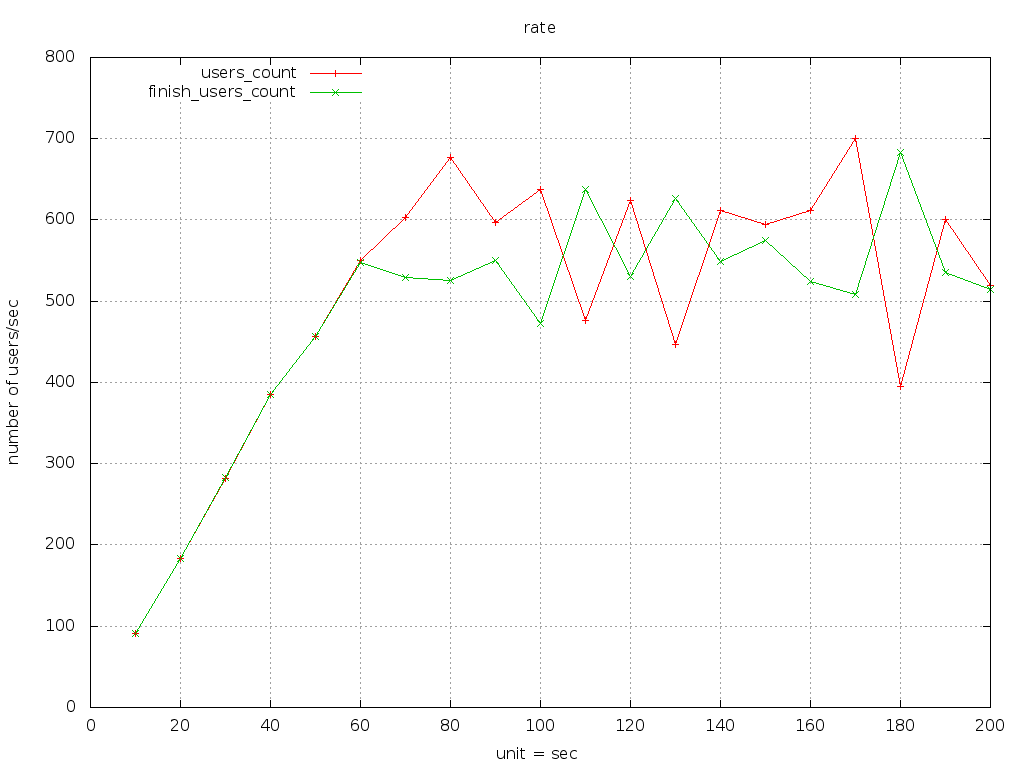 rate
users_count
finish_users_count
800
700
600
500
400
300
200
100
0
number of users/sec
0 20 40 60 80 100 120 140 160 180 200
unit = sec